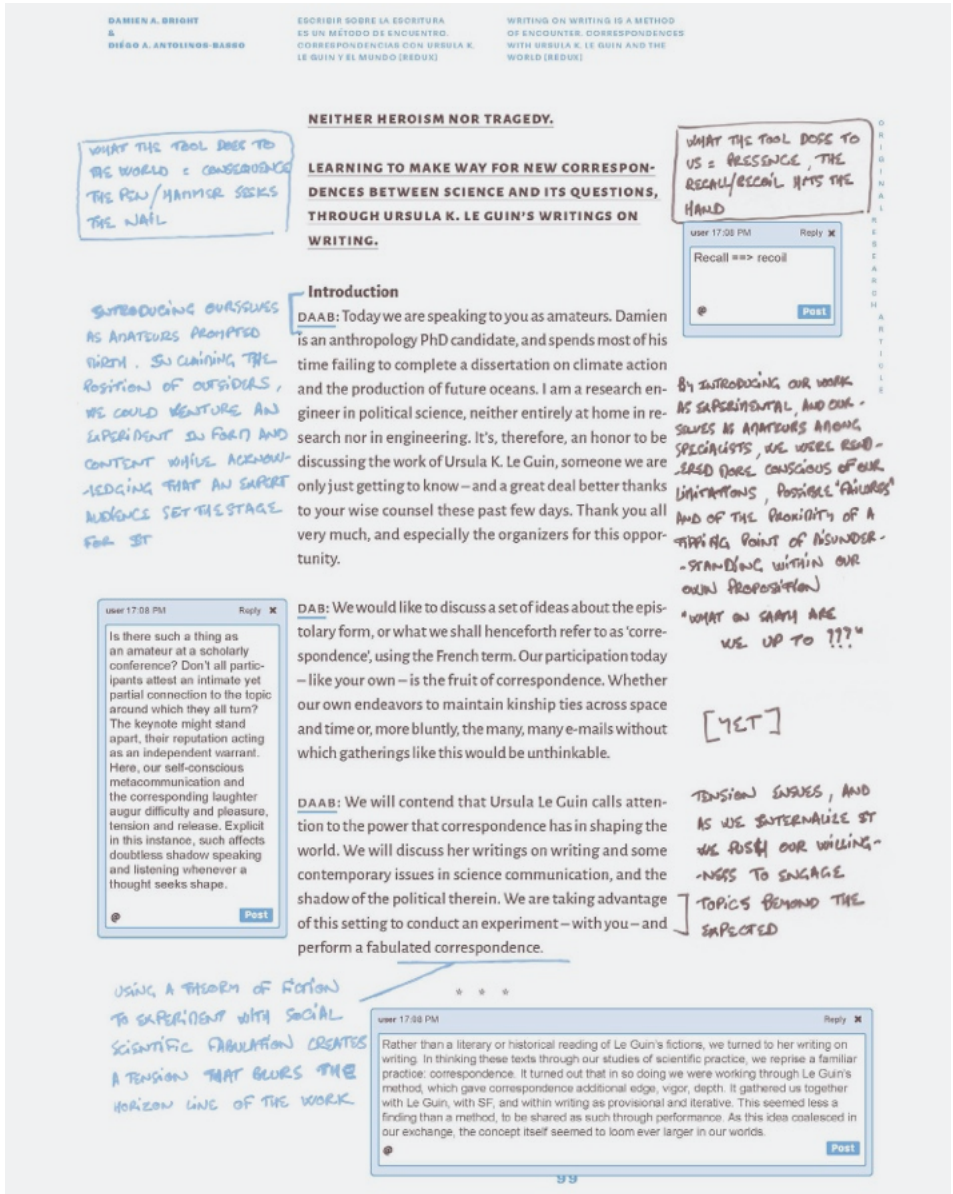 DAMIEN A. BRIGHT
&
DIÉGO A. ANTOLINOS-BASSO
ESCRIBIR SOBRE LA ESCRITURA
ES UN MÉTODO DE ENCUENTRO.
CORRESPONDENCIAS CON URSULA K.
LE GUIN Y EL MUNDO [REDUX]
WRITING ON WRITING IS A METHOD
OF ENCOUNTER. CORRESPONDENCES
WITH URSULA K. LE GUIN AND THE
WORLD [REDUX]
NEITHER HEROISM NOR TRAGEDY.
LEARNING TO MAKE WAY FOR NEW CORRESPON-
DENCES BETWEEN SCIENCE AND ITS QUESTIONS,
THROUGH URSULA K. LE GUIN'S WRITINGS ON
WRITING.
WHAT THE TOOL DOES TO
THE WORLD = CONSEQUENCE
THE PEN/HAMMER SEEKS
THE NAIL
WHAT THE TOOL DOES TO
US = PRESENCE, THE
RECALL/RECOIL HITS THE
HAND
user 17:08 PM Reply ✖
Recall ==> recoil
@ Post
ORIGINAL RESEARCH ARTICLE
Introduction
DAAB: Today we are speaking to you as amateurs. Damien
is an anthropology PhD candidate, and spends most of his
time failing to complete a dissertation on climate action
and the production of future oceans. I am a research en-
gineer in political science, neither entirely at home in re-
search nor in engineering. It's, therefore, an honor to be
discussing the work of Ursula K. Le Guin, someone we are
only just getting to know – and a great deal better thanks
to your wise counsel these past few days. Thank you all
very much, and especially the organizers for this oppor-
tunity.
INTRODUCING OURSELVES
AS AMATEURS PROMPTED
MIRTH. IN CLAIMING THE
POSITION OF OUTSIDERS,
WE COULD VENTURE AN
EXPERIMENT IN FORM AND
CONTENT WHILE ACKNOW-
-LEDGING THAT AN EXPERT
AUDIENCE SET THE STAGE
FOR IT
BY INTRODUCING OUR WORK
AS EXPERIMENTAL, AND OUR-
SELVES AS AMATEURS AMONG
SPECIALISTS, WE WERE REND-
-ERED MORE CONSCIOUS OF OUR
LIMITATIONS, POSSIBLE "FAILURES"
AND OF THE PROXIMITY OF A
TIPPING POINT OF MISUNDER-
-STANDING WITHIN OUR
OWN PROPOSITION
"WHAT ON EARTH ARE
WE UP TO ???"
user 17:08 PM Reply ✖
Is there such a thing as
an amateur at a scholarly
conference? Don't all partic-
ipants attest an intimate yet
partial connection to the topic
around which they all turn?
The keynote might stand
apart, their reputation acting
as an independent warrant.
Here, our self-conscious
metacommunication and
the corresponding laughter
augur difficulty and pleasure,
tension and release. Explicit
in this instance, such affects
doubtless shadow speaking
and listening whenever a
thought seeks shape.
@ Post
DAB: We would like to discuss a set of ideas about the epis-
tolary form, or what we shall henceforth refer to as 'corre-
spondence', using the French term. Our participation today
– like your own – is the fruit of correspondence. Whether
our own endeavors to maintain kinship ties across space
and time or, more bluntly, the many, many e-mails without
which gatherings like this would be unthinkable.
[YET]
DAAB: We will contend that Ursula Le Guin calls atten-
tion to the power that correspondence has in shaping the
world. We will discuss her writings on writing and some
contemporary issues in science communication, and the
shadow of the political therein. We are taking advantage
of this setting to conduct an experiment – with you – and
perform a fabulated correspondence.
TENSION ENSUES, AND
AS WE INTERNALIZE IT
WE PUSH OUR WILLING-
-NESS TO ENGAGE
TOPICS BEYOND THE
EXPECTED
* * *
USING A THEORY OF FICTION
TO EXPERIMENT WITH SOCIAL
SCIENTIFIC FABULATION CREATES
A TENSION THAT BLURS THE
HORIZON LINE OF THE WORK
user 17:08 PM Reply ✖
Rather than a literary or historical reading of Le Guin's fictions, we turned to her writing on
writing. In thinking these texts through our studies of scientific practice, we reprise a familiar
practice: correspondence. It turned out that in so doing we were working through Le Guin's
method, which gave correspondence additional edge, vigor, depth. It gathered us together
with Le Guin, with SF, and within writing as provisional and iterative. This seemed less a
finding than a method, to be shared as such through performance. As this idea coalesced in
our exchange, the concept itself seemed to loom ever larger in our worlds.
@ Post
99